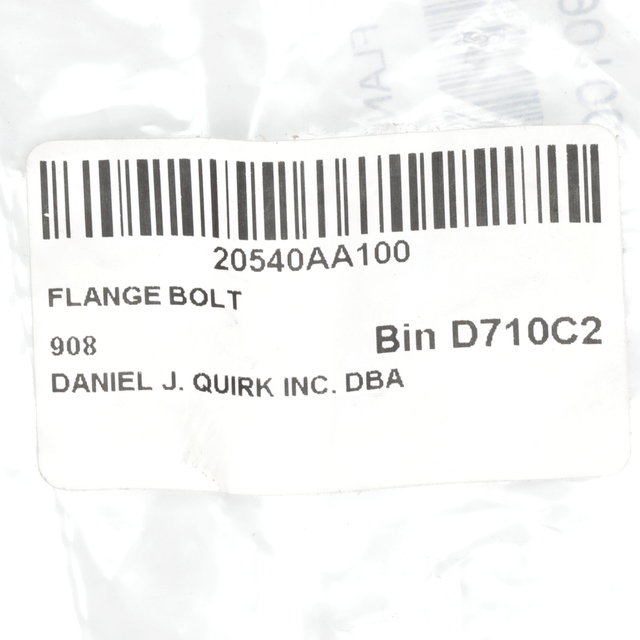 20540AA100
FLANGE BOLT
908
Bin D710C2
DANIEL J. QUIRK INC. DBA